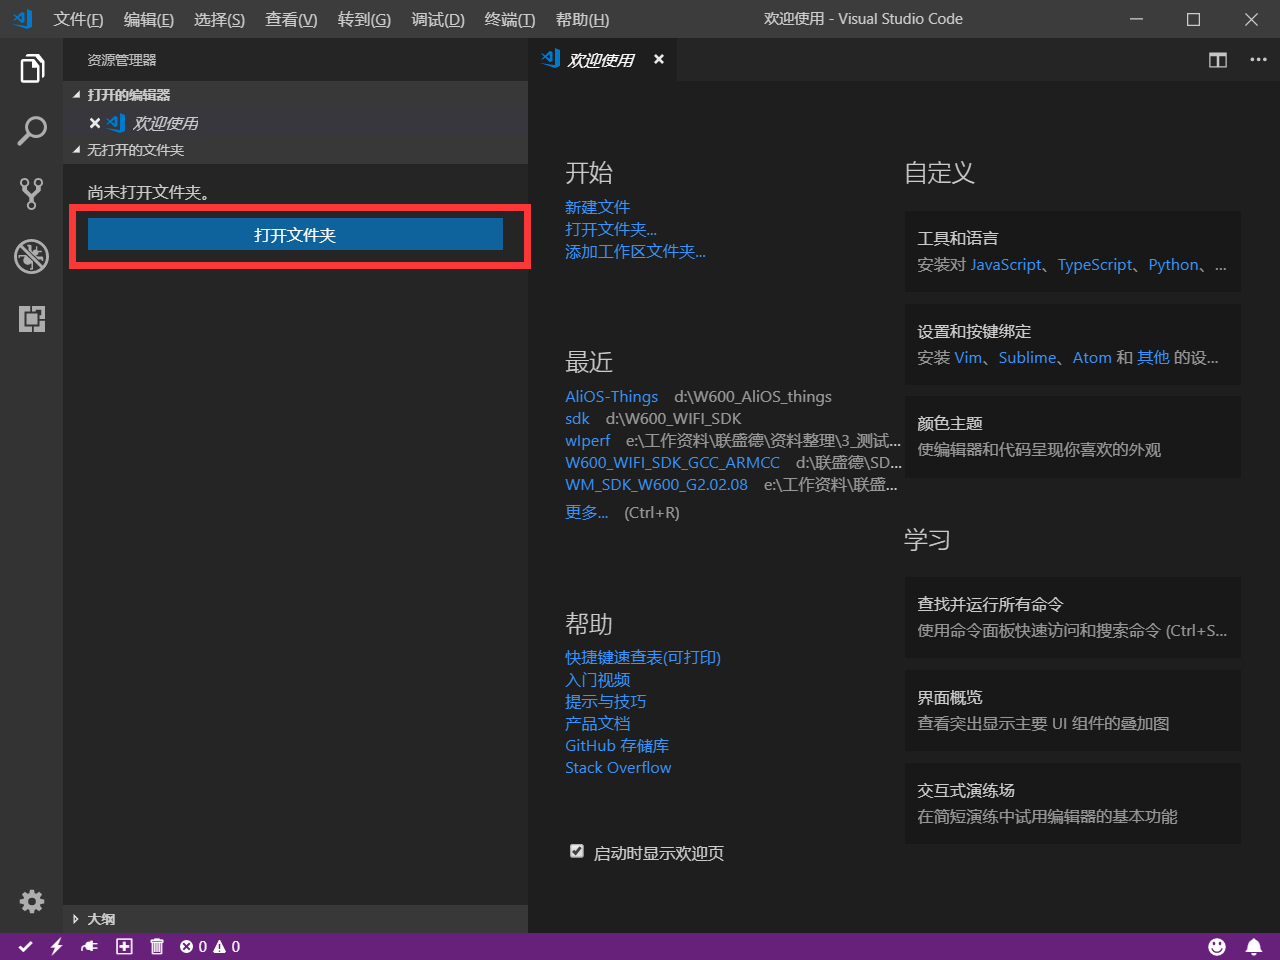 文件(F) 编辑(E) 选择(S) 查看(V) 转到(G) 调试(D) 终端(T) 帮助(H) 欢迎使用 - Visual Studio Code
资源管理器
打开的编辑器
欢迎使用
无打开的文件夹
尚未打开文件夹。
打开文件夹
大纲
欢迎使用
开始
新建文件
打开文件夹...
添加工作区文件夹...
最近
AliOS-Things d:\W600_AliOS_things
sdk d:\W600_WIFI_SDK
wIperf e:\工作资料\联盛德\资料整理\3_测试...
W600_WIFI_SDK_GCC_ARMCC d:\联盛德\SD...
WM_SDK_W600_G2.02.08 e:\工作资料\联盛...
更多... (Ctrl+R)
帮助
快捷键速查表(可打印)
入门视频
提示与技巧
产品文档
GitHub 存储库
Stack Overflow
启动时显示欢迎页
自定义
工具和语言
安装对 JavaScript、TypeScript、Python、...
设置和按键绑定
安装 Vim、Sublime、Atom 和 其他 的设...
颜色主题
使编辑器和代码呈现你喜欢的外观
学习
查找并运行所有命令
使用命令面板快速访问和搜索命令 (Ctrl+S...
界面概览
查看突出显示主要 UI 组件的叠加图
交互式演练场
在简短演练中试用编辑器的基本功能
0 0